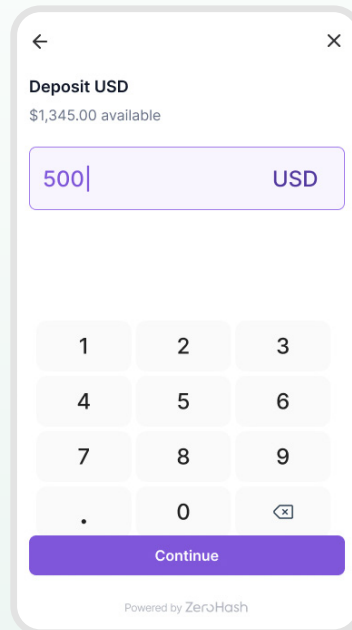 Deposit USD
$1,345.00 available
500 USD
1 2 3
4 5 6
7 8 9
. 0
Continue
Powered by ZeroHash